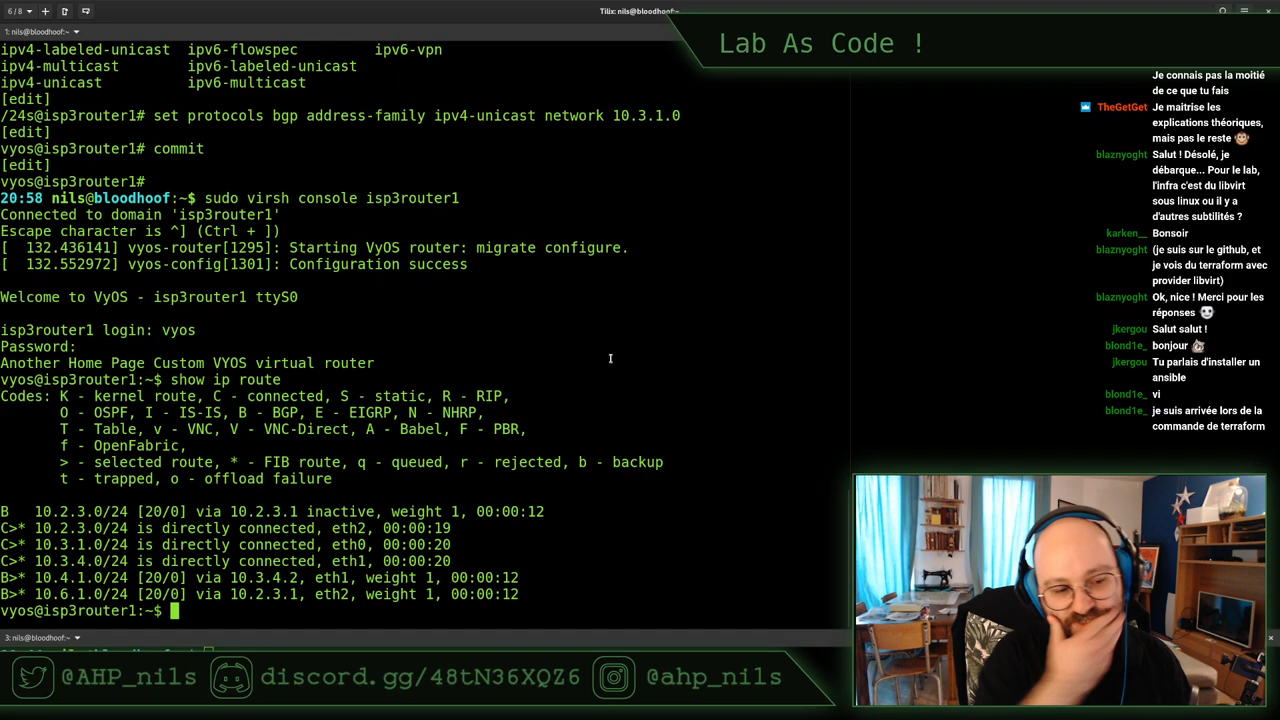 6 / 8
Tilix: nils@bloodhoof:~
1: nils@bloodhoof:~
Lab As Code !
ipv4-labeled-unicast  ipv6-flowspec         ipv6-vpn
ipv4-multicast        ipv6-labeled-unicast
ipv4-unicast          ipv6-multicast
[edit]
/24s@isp3router1# set protocols bgp address-family ipv4-unicast network 10.3.1.0
[edit]
vyos@isp3router1# commit
[edit]
vyos@isp3router1#
20:58 nils@bloodhoof:~$ sudo virsh console isp3router1
Connected to domain 'isp3router1'
Escape character is ^] (Ctrl + ])
[  132.436141] vyos-router[1295]: Starting VyOS router: migrate configure.
[  132.552972] vyos-config[1301]: Configuration success
Welcome to VyOS - isp3router1 ttyS0
isp3router1 login: vyos
Password:
Another Home Page Custom VYOS virtual router
vyos@isp3router1:~$ show ip route
Codes: K - kernel route, C - connected, S - static, R - RIP,
O - OSPF, I - IS-IS, B - BGP, E - EIGRP, N - NHRP,
T - Table, v - VNC, V - VNC-Direct, A - Babel, F - PBR,
f - OpenFabric,
> - selected route, * - FIB route, q - queued, r - rejected, b - backup
t - trapped, o - offload failure
B   10.2.3.0/24 [20/0] via 10.2.3.1 inactive, weight 1, 00:00:12
C>* 10.2.3.0/24 is directly connected, eth2, 00:00:19
C>* 10.3.1.0/24 is directly connected, eth0, 00:00:20
C>* 10.3.4.0/24 is directly connected, eth1, 00:00:20
B>* 10.4.1.0/24 [20/0] via 10.3.4.2, eth1, weight 1, 00:00:12
B>* 10.6.1.0/24 [20/0] via 10.2.3.1, eth2, weight 1, 00:00:12
vyos@isp3router1:~$
3: nils@bloodhoof:~
Je connais pas la moitié
de ce que tu fais
TheGetGet Je maitrise les
explications théoriques,
mais pas le reste
blaznyoght Salut ! Désolé, je
débarque... Pour le lab,
l'infra c'est du libvirt
sous linux ou il y a
d'autres subtilités ?
karken__ Bonsoir
blaznyoght (je suis sur le github, et
je vois du terraform avec
provider libvirt)
blaznyoght Ok, nice ! Merci pour les
réponses
jkergou Salut salut !
blond1e_ bonjour
jkergou Tu parlais d'installer un
ansible
blond1e_ vi
blond1e_ je suis arrivée lors de la
commande de terraform
@AHP_nils
discord.gg/48tN36XQZ6
@ahp_nils